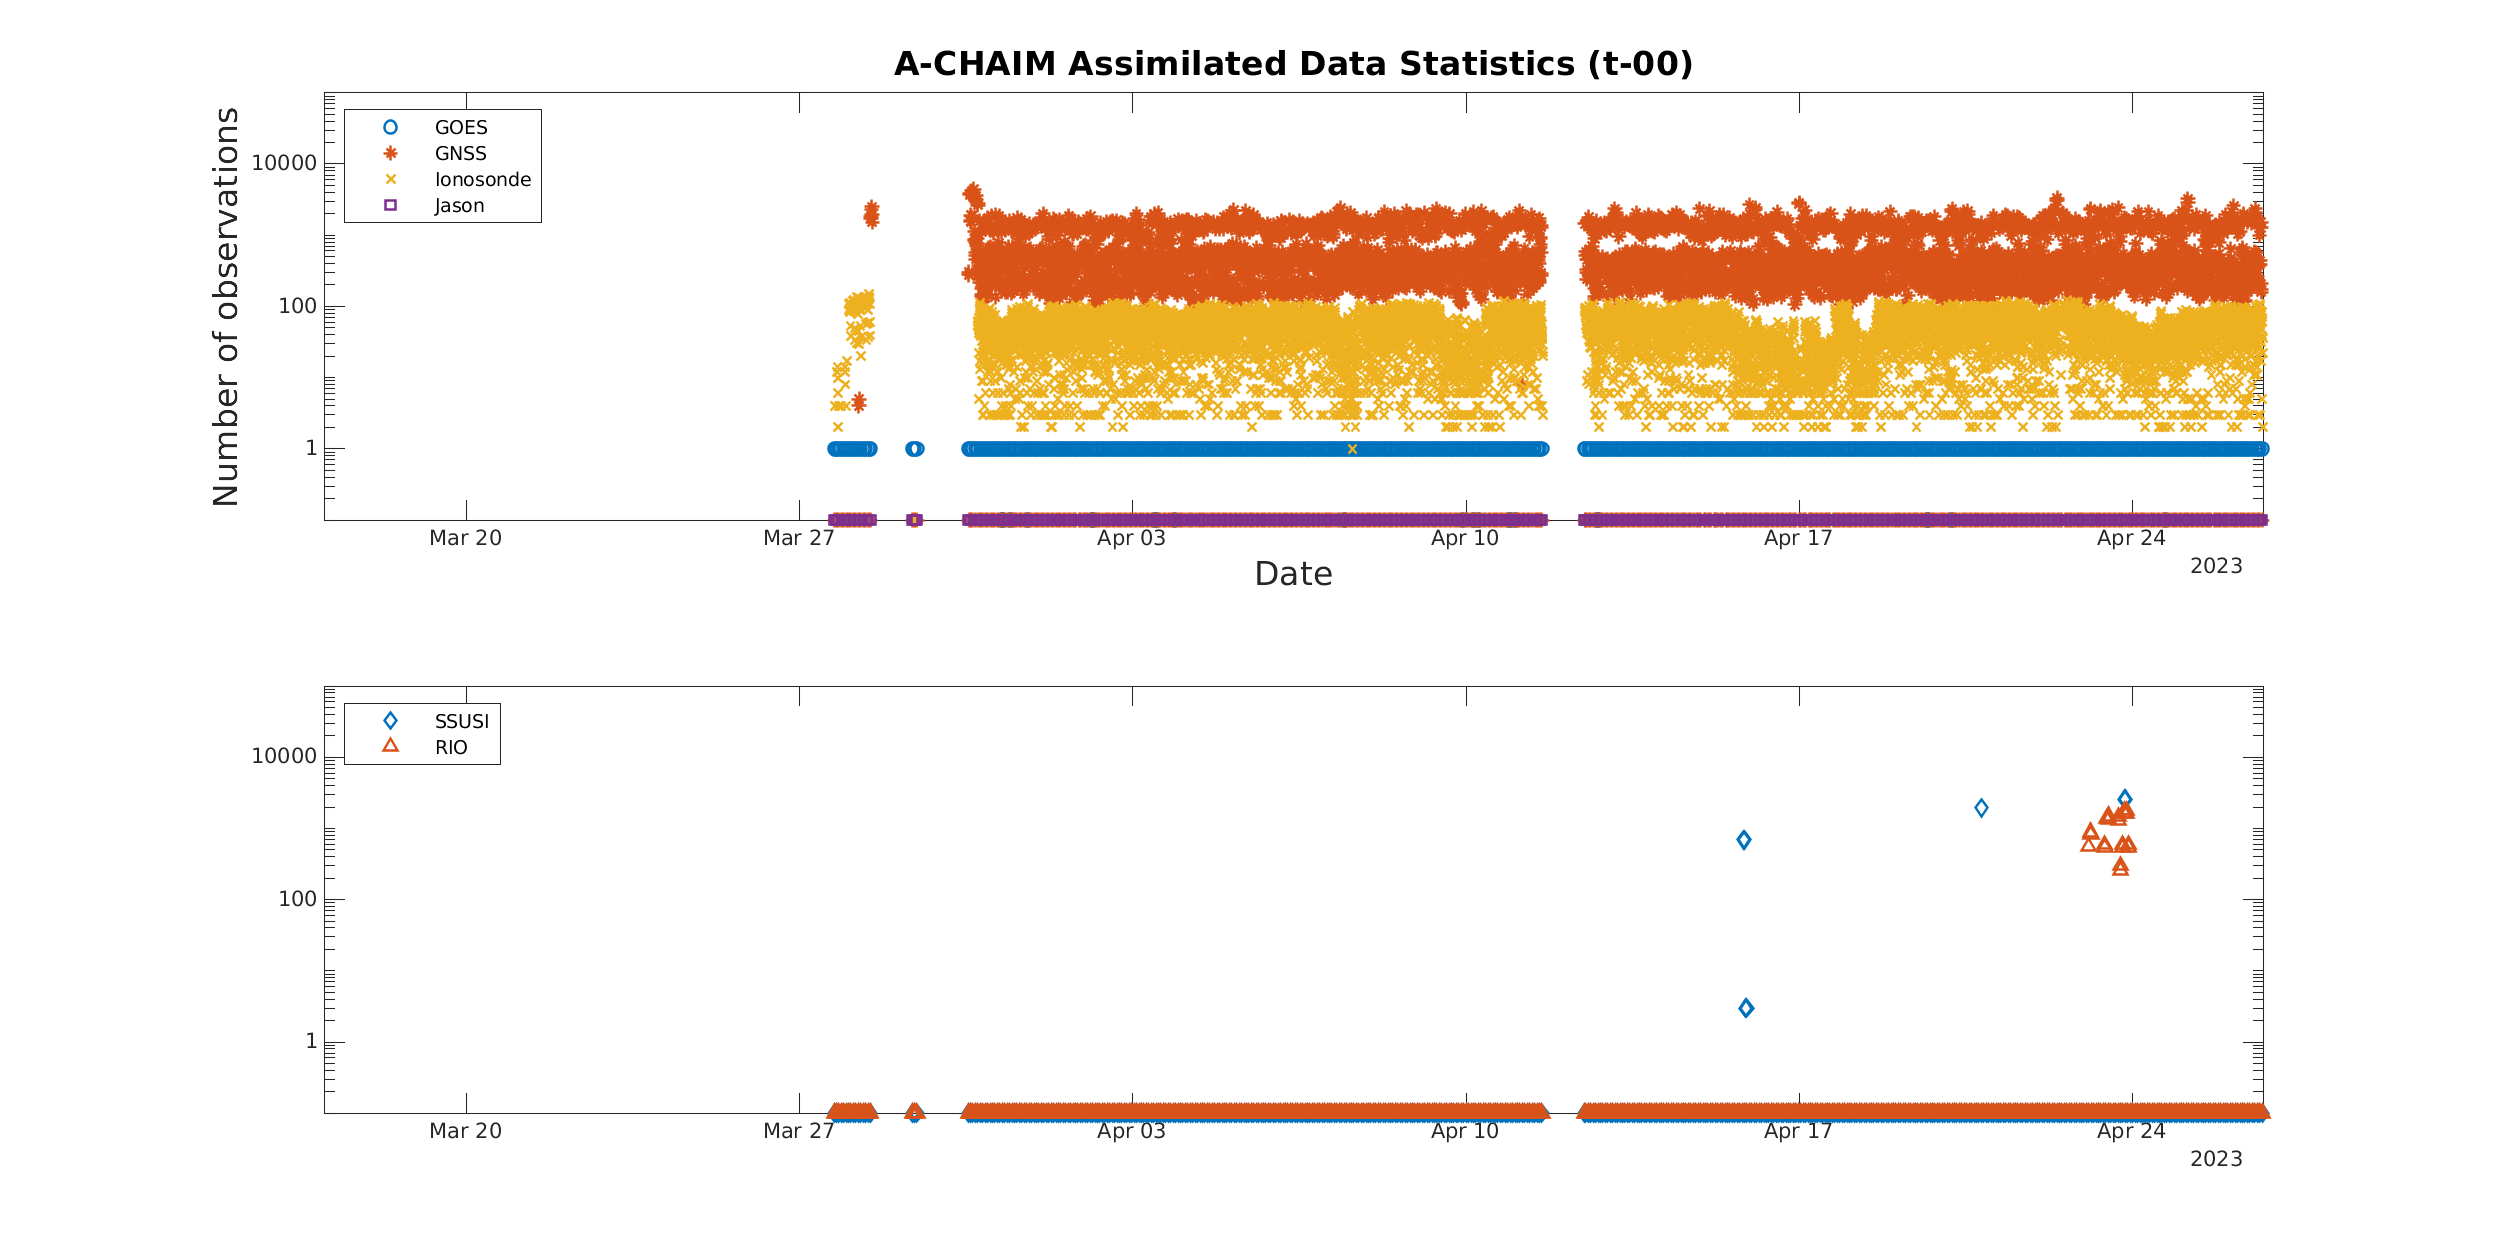 A-CHAIM Assimilated Data Statistics (t-00)
Number of observations
GOES
GNSS
Ionosonde
Jason
10000
100
1
Mar 20 Mar 27 Apr 03 Apr 10 Apr 17 Apr 24
2023
Date
SSUSI
RIO
10000
100
1
Mar 20 Mar 27 Apr 03 Apr 10 Apr 17 Apr 24
2023